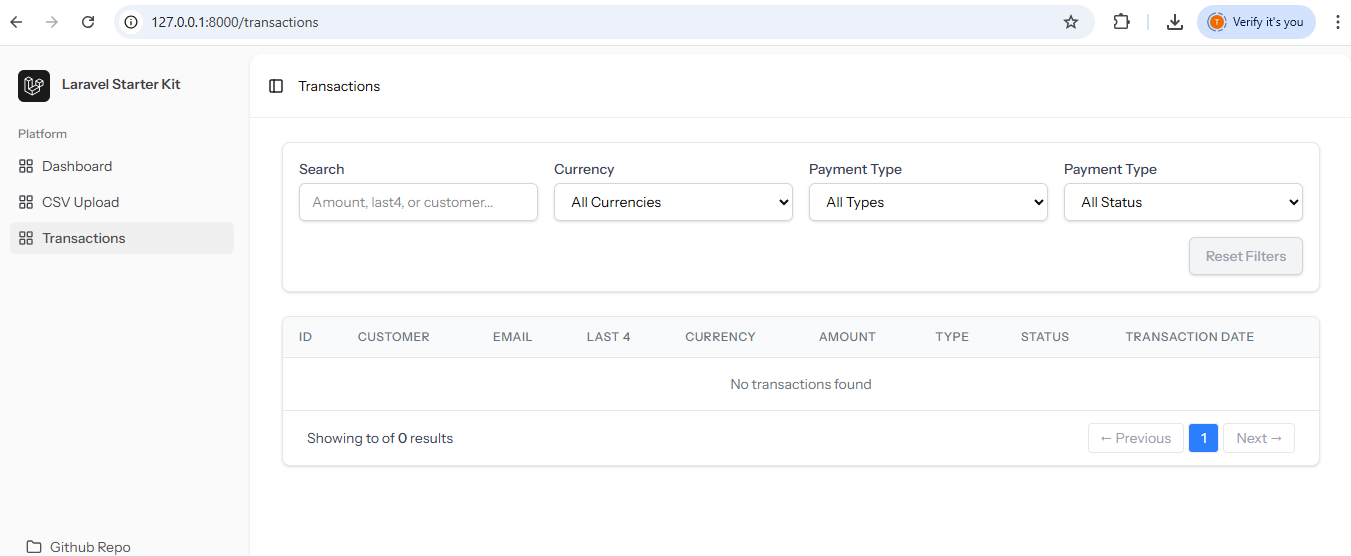 127.0.0.1:8000/transactions
Verify it's you
T
Laravel Starter Kit
Transactions
Platform
Dashboard
CSV Upload
Transactions
Search
Currency
Payment Type
Payment Type
Amount, last4, or customer...
All Currencies
All Types
All Status
Reset Filters
ID CUSTOMER EMAIL LAST 4 CURRENCY AMOUNT TYPE STATUS TRANSACTION DATE
No transactions found
Showing to of 0 results
← Previous 1 Next →
Github Repo